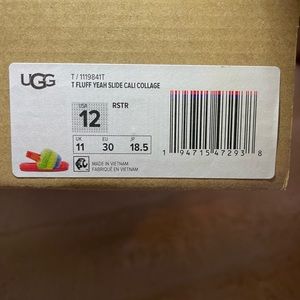 UGG
T / 1119841T
T FLUFF YEAH SLIDE CALI COLLAGE
USA
12
RSTR
UK EU JP
11 30 18.5
MADE IN VIETNAM
FABRIQUÉ EN VIETNAM
1 94715 47293 8